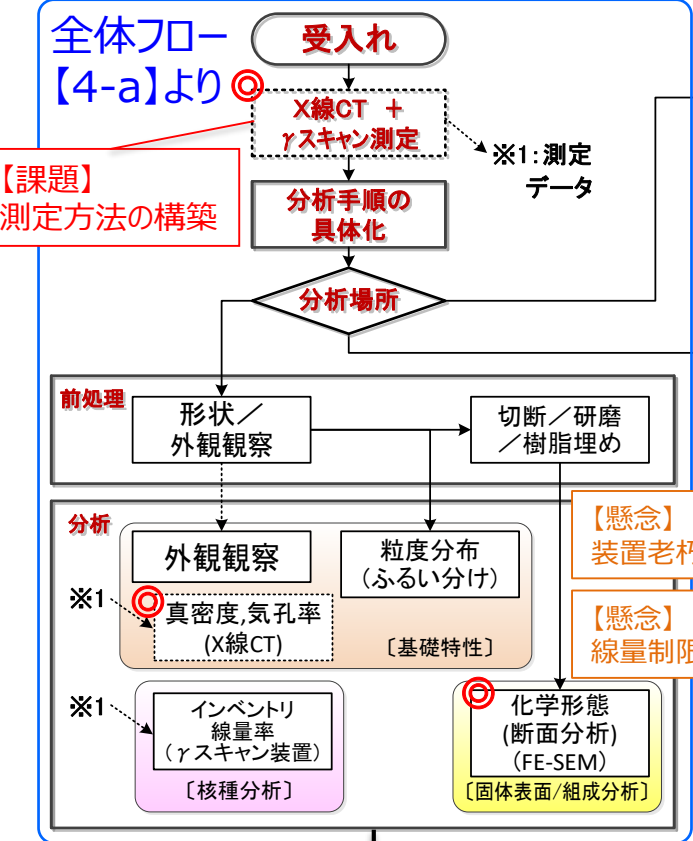 全体フロー
【4-a】より
◎
受入れ
X線CT ＋
γスキャン測定
※1:測定
データ
【課題】
測定方法の構築
分析手順の
具体化
分析場所
前処理
形状／
外観観察
切断／研磨
／樹脂埋め
分析
外観観察
粒度分布
（ふるい分け）
【懸念】
装置老朽
※1
◎
真密度,気孔率
(X線CT)
〔基礎特性〕
【懸念】
線量制限
※1
インベントリ
線量率
（γスキャン装置）
〔核種分析〕
◎
化学形態
(断面分析)
（FE-SEM）
〔固体表面/組成分析〕